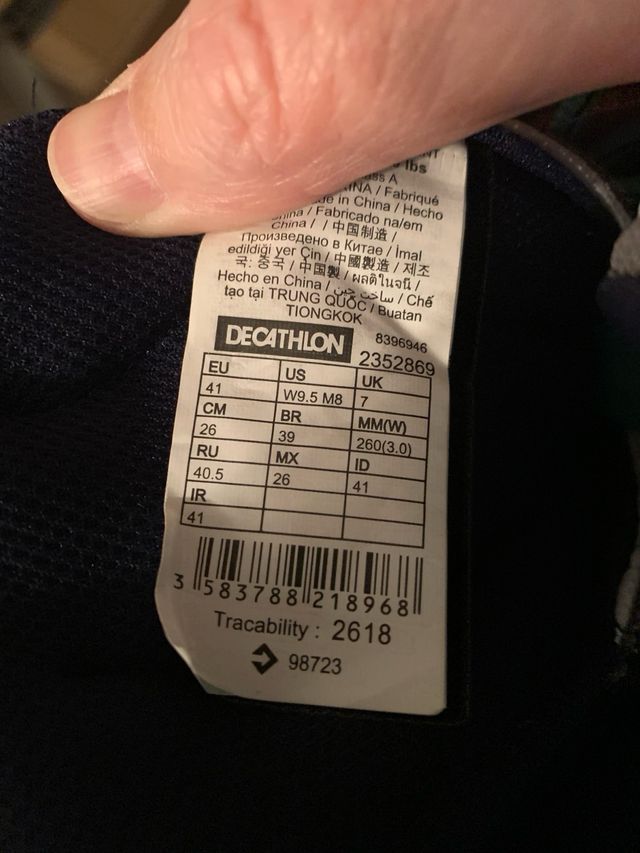 lbs
ass A
INA / Fabriqué
de in China / Hecho
hina / Fabricado na/em
China / / 中国制造 /
Произведено в Китае / İmal
edildiği yer Çin / 中國製造 / 제조
국: 중국 / 中国製 / ผลิตในจีน /
Hecho en China / ساخت چین / Chế
tạo tại TRUNG QUỐC / Buatan
TIONGKOK
DECATHLON 8396946
2352869
EU US UK
41 W9.5 M8 7
CM BR MM(W)
26 39 260(3.0)
RU MX ID
40.5 26 41
IR
41
3 583788 218968
Tracability : 2618
98723